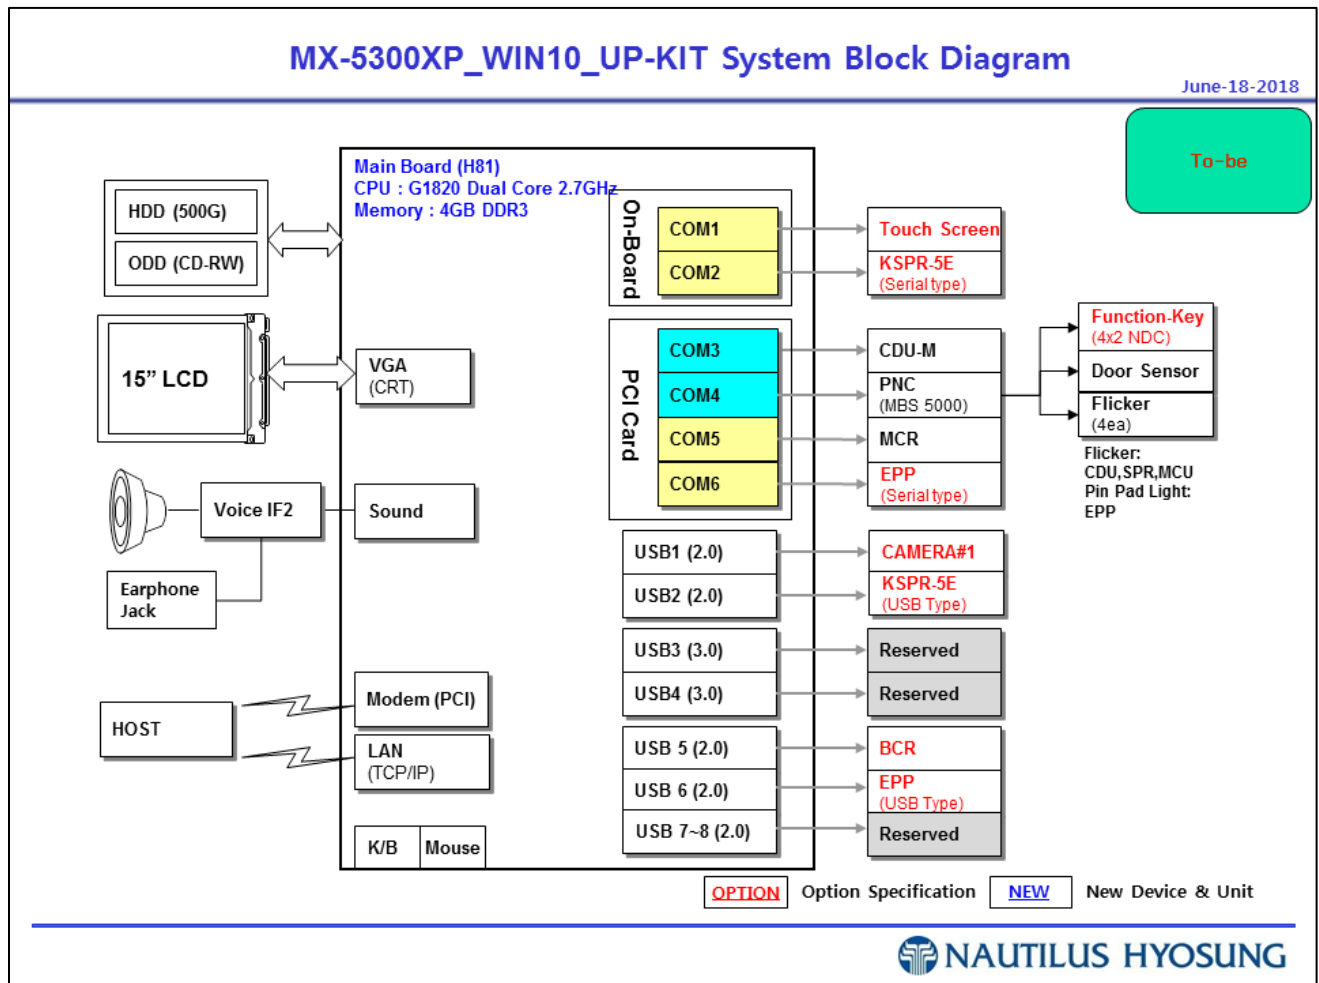 MX-5300XP_WIN10_UP-KIT System Block Diagram
June-18-2018
To-be
Main Board (H81)
CPU : G1820 Dual Core 2.7GHz
Memory : 4GB DDR3
HDD (500G)
ODD (CD-RW)
15” LCD
VGA
(CRT)
Voice IF2
Sound
Earphone
Jack
HOST
Modem (PCI)
LAN
(TCP/IP)
K/B
Mouse
On-Board
COM1
COM2
Touch Screen
KSPR-5E
(Serial type)
PCI Card
COM3
COM4
COM5
COM6
CDU-M
PNC
(MBS 5000)
MCR
EPP
(Serial type)
Function-Key
(4x2 NDC)
Door Sensor
Flicker
(4ea)
Flicker:
CDU,SPR,MCU
Pin Pad Light:
EPP
USB1 (2.0)
USB2 (2.0)
CAMERA#1
KSPR-5E
(USB Type)
USB3 (3.0)
USB4 (3.0)
Reserved
Reserved
USB 5 (2.0)
USB 6 (2.0)
USB 7~8 (2.0)
BCR
EPP
(USB Type)
Reserved
OPTION Option Specification NEW New Device & Unit
NAUTILUS HYOSUNG